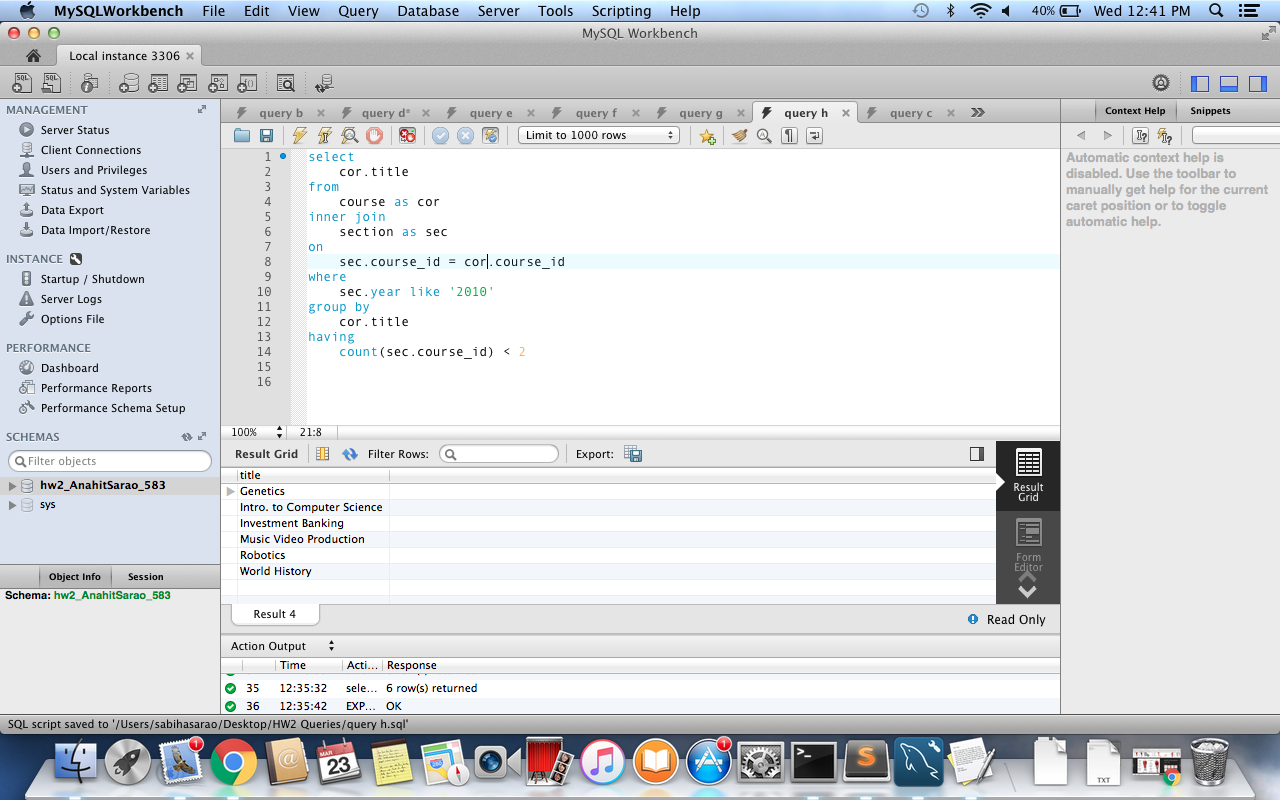 MySQLWorkbench File Edit View Query Database Server Tools Scripting Help 40% Wed 12:41 PM
MySQL Workbench
Local instance 3306
MANAGEMENT
Server Status
Client Connections
Users and Privileges
Status and System Variables
Data Export
Data Import/Restore
INSTANCE
Startup / Shutdown
Server Logs
Options File
PERFORMANCE
Dashboard
Performance Reports
Performance Schema Setup
SCHEMAS
Filter objects
hw2_AnahitSarao_583
sys
Object Info Session
Schema: hw2_AnahitSarao_583
query b query d* query e query f query g query h query c
Limit to 1000 rows
1 select
2 cor.title
3 from
4 course as cor
5 inner join
6 section as sec
7 on
8 sec.course_id = cor.course_id
9 where
10 sec.year like '2010'
11 group by
12 cor.title
13 having
14 count(sec.course_id) < 2
15
16
100% 21:8
Result Grid Filter Rows: Export:
title
Genetics
Intro. to Computer Science
Investment Banking
Music Video Production
Robotics
World History
Result Grid
Form Editor
Result 4
Read Only
Action Output
Time Acti... Response
35 12:35:32 sele... 6 row(s) returned
36 12:35:42 EXP... OK
Context Help Snippets
Automatic context help is
disabled. Use the toolbar to
manually get help for the current
caret position or to toggle
automatic help.
SQL script saved to '/Users/sabihasarao/Desktop/HW2 Queries/query h.sql'
1
MAR
23
1
TXT